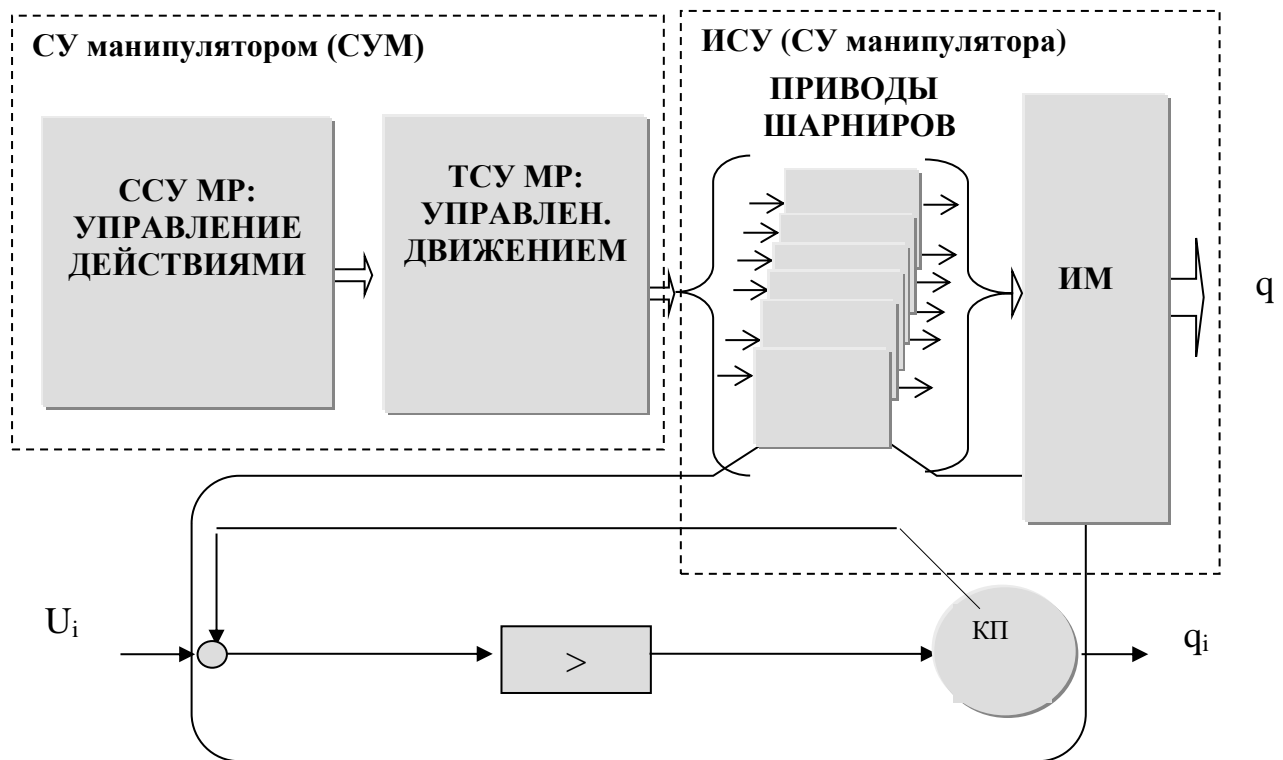 СУ манипулятором (СУМ)
ИСУ (СУ манипулятора)
ПРИВОДЫ
ШАРНИРОВ
ССУ МР:
УПРАВЛЕНИЕ
ДЕЙСТВИЯМИ
ТСУ МР:
УПРАВЛЕН.
ДВИЖЕНИЕМ
ИМ
q
Ui
>
КП
qi